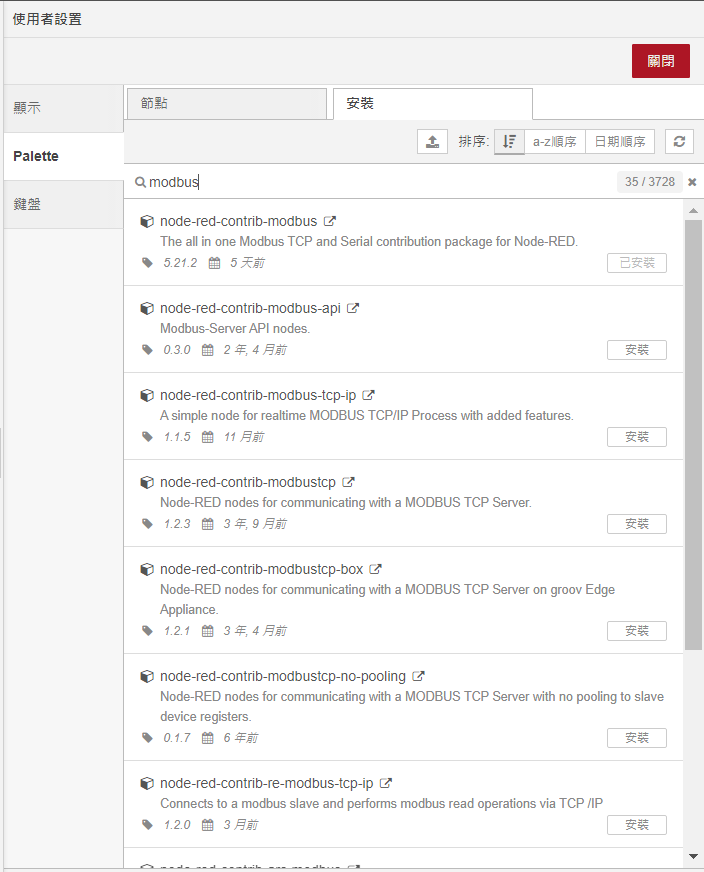 使用者設置
關閉
顯示
Palette
鍵盤
節點
安裝
排序:
a-z順序
日期順序
modbus
35 / 3728
node-red-contrib-modbus
The all in one Modbus TCP and Serial contribution package for Node-RED.
5.21.2 5 天前
已安裝
node-red-contrib-modbus-api
Modbus-Server API nodes.
0.3.0 2 年, 4 月前
安裝
node-red-contrib-modbus-tcp-ip
A simple node for realtime MODBUS TCP/IP Process with added features.
1.1.5 11 月前
安裝
node-red-contrib-modbustcp
Node-RED nodes for communicating with a MODBUS TCP Server.
1.2.3 3 年, 9 月前
安裝
node-red-contrib-modbustcp-box
Node-RED nodes for communicating with a MODBUS TCP Server on groov Edge
Appliance.
1.2.1 3 年, 4 月前
安裝
node-red-contrib-modbustcp-no-pooling
Node-RED nodes for communicating with a MODBUS TCP Server with no pooling to slave
device registers.
0.1.7 6 年前
安裝
node-red-contrib-re-modbus-tcp-ip
Connects to a modbus slave and performs modbus read operations via TCP /IP
1.2.0 3 月前
安裝